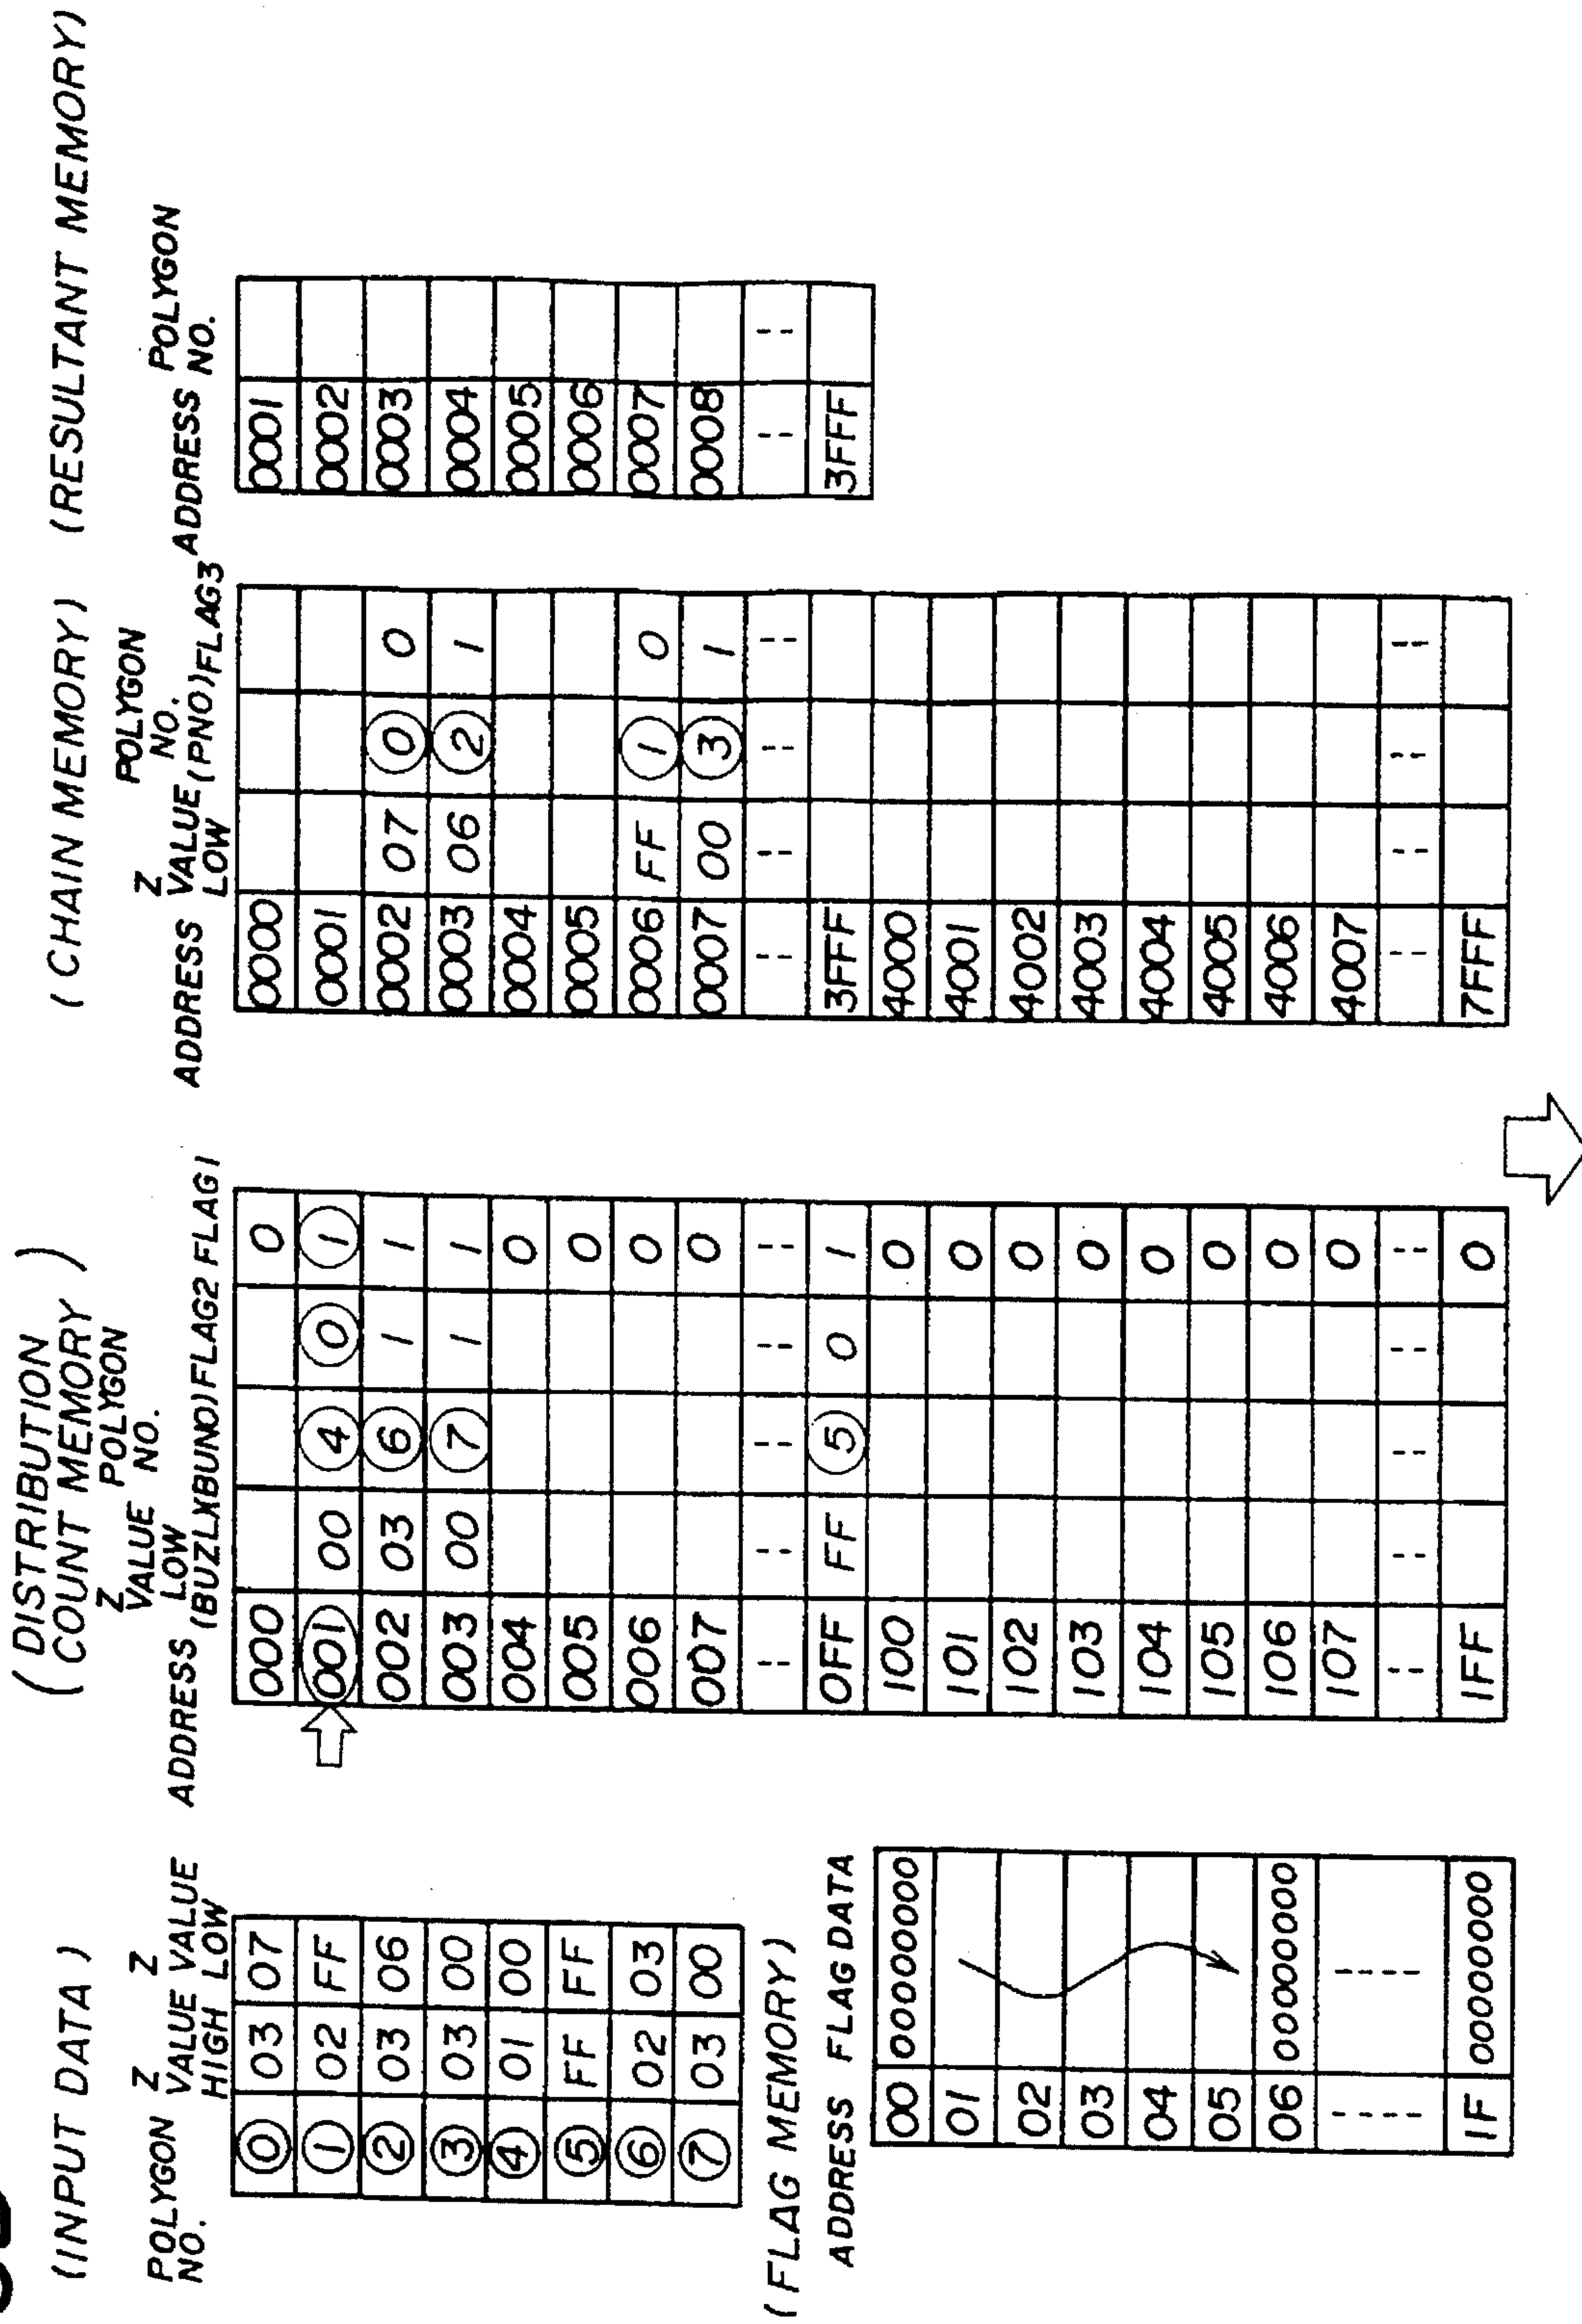 (INPUT DATA)
POLYGON NO. Z VALUE HIGH Z VALUE LOW
⓪ 03 07
① 02 FF
② 03 06
③ 03 00
④ 01 00
⑤ FF FF
⑥ 02 03
⑦ 03 00
(FLAG MEMORY)
ADDRESS FLAG DATA
00 00000000
01
02
03
04
05
06 00000000
---- ----
1F 00000000
(DISTRIBUTION
COUNT MEMORY)
ADDRESS Z VALUE LOW (BUZL) POLYGON NO. (BUNO) FLAG2 FLAG1
000 0
001 00 ④ ⓪ ①
002 03 ⑥ 1 1
003 00 ⑦ 1 1
004 0
005 0
006 0
007 0
-- -- -- -- --
0FF FF ⑤ 0 1
100 0
101 0
102 0
103 0
104 0
105 0
106 0
107 0
-- -- -- -- --
1FF 0
(CHAIN MEMORY)
ADDRESS Z VALUE LOW POLYGON NO. (PNO) FLAG3
0000
0001
0002 07 ⓪ 0
0003 06 ② 1
0004
0005
0006 FF ① 0
0007 00 ③ 1
-- -- -- --
3FFF
4000
4001
4002
4003
4004
4005
4006
4007
-- -- -- --
7FFF
(RESULTANT MEMORY)
ADDRESS POLYGON NO.
0001
0002
0003
0004
0005
0006
0007
0008
-- --
3FFF